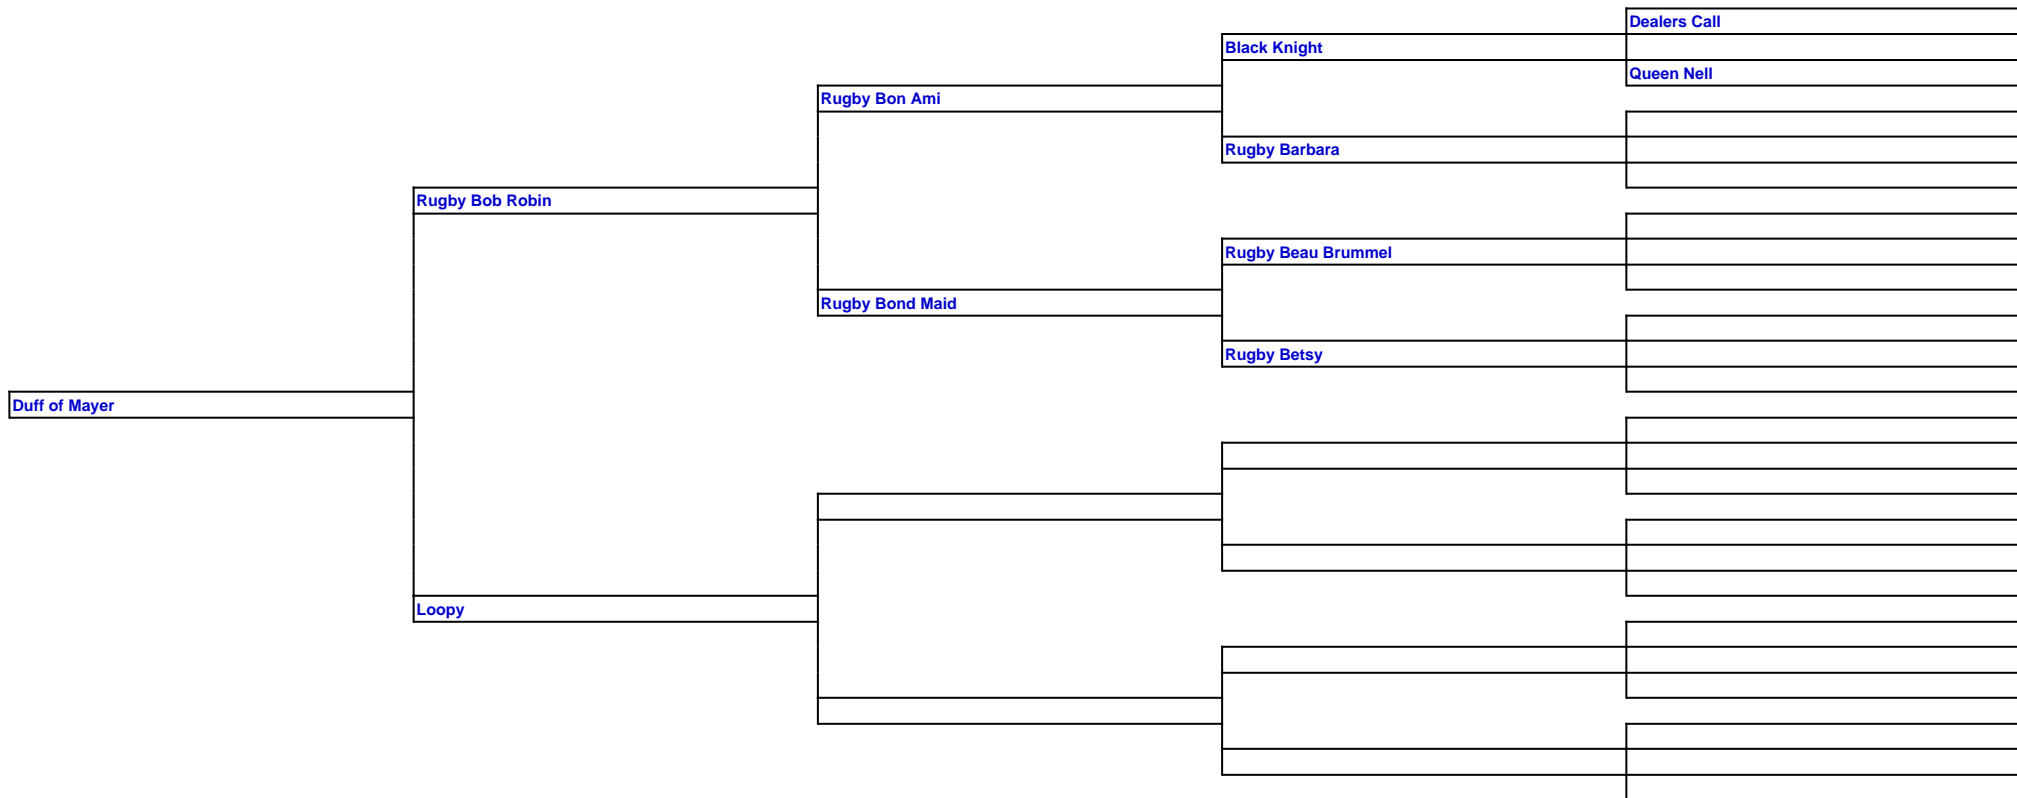 Dealers Call
Black Knight
Queen Nell
Rugby Bon Ami
Rugby Barbara
Rugby Bob Robin
Rugby Beau Brummel
Rugby Bond Maid
Rugby Betsy
Duff of Mayer
Loopy